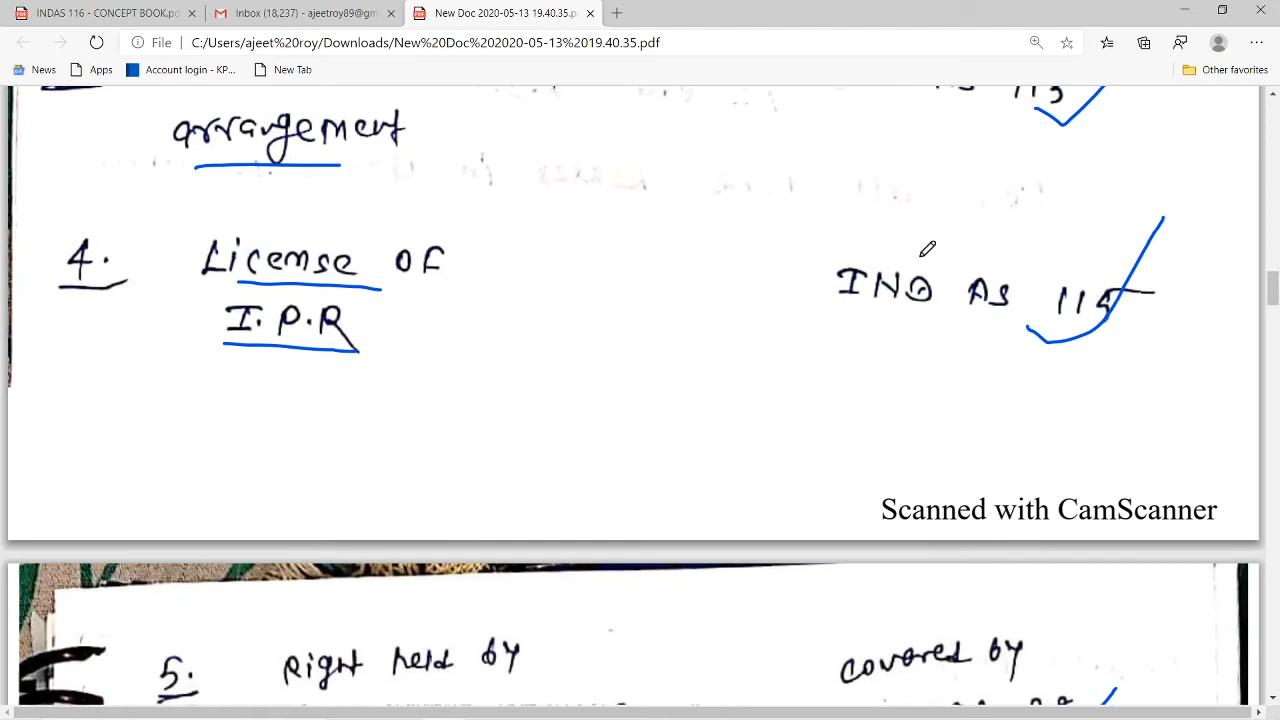 INDAS 116 - CONCEPT BOOK.pd
Inbox (18,237) - ajeetroy89@gm
New Doc 2020-05-13 19.40.35.p
File
C:/Users/ajeet%20roy/Downloads/New%20Doc%202020-05-13%2019.40.35.pdf
News
Apps
Account login - KP...
New Tab
Other favorites
arrangement
4. License of IND AS 115
I.P.R
Scanned with CamScanner
5. Right held by covered by